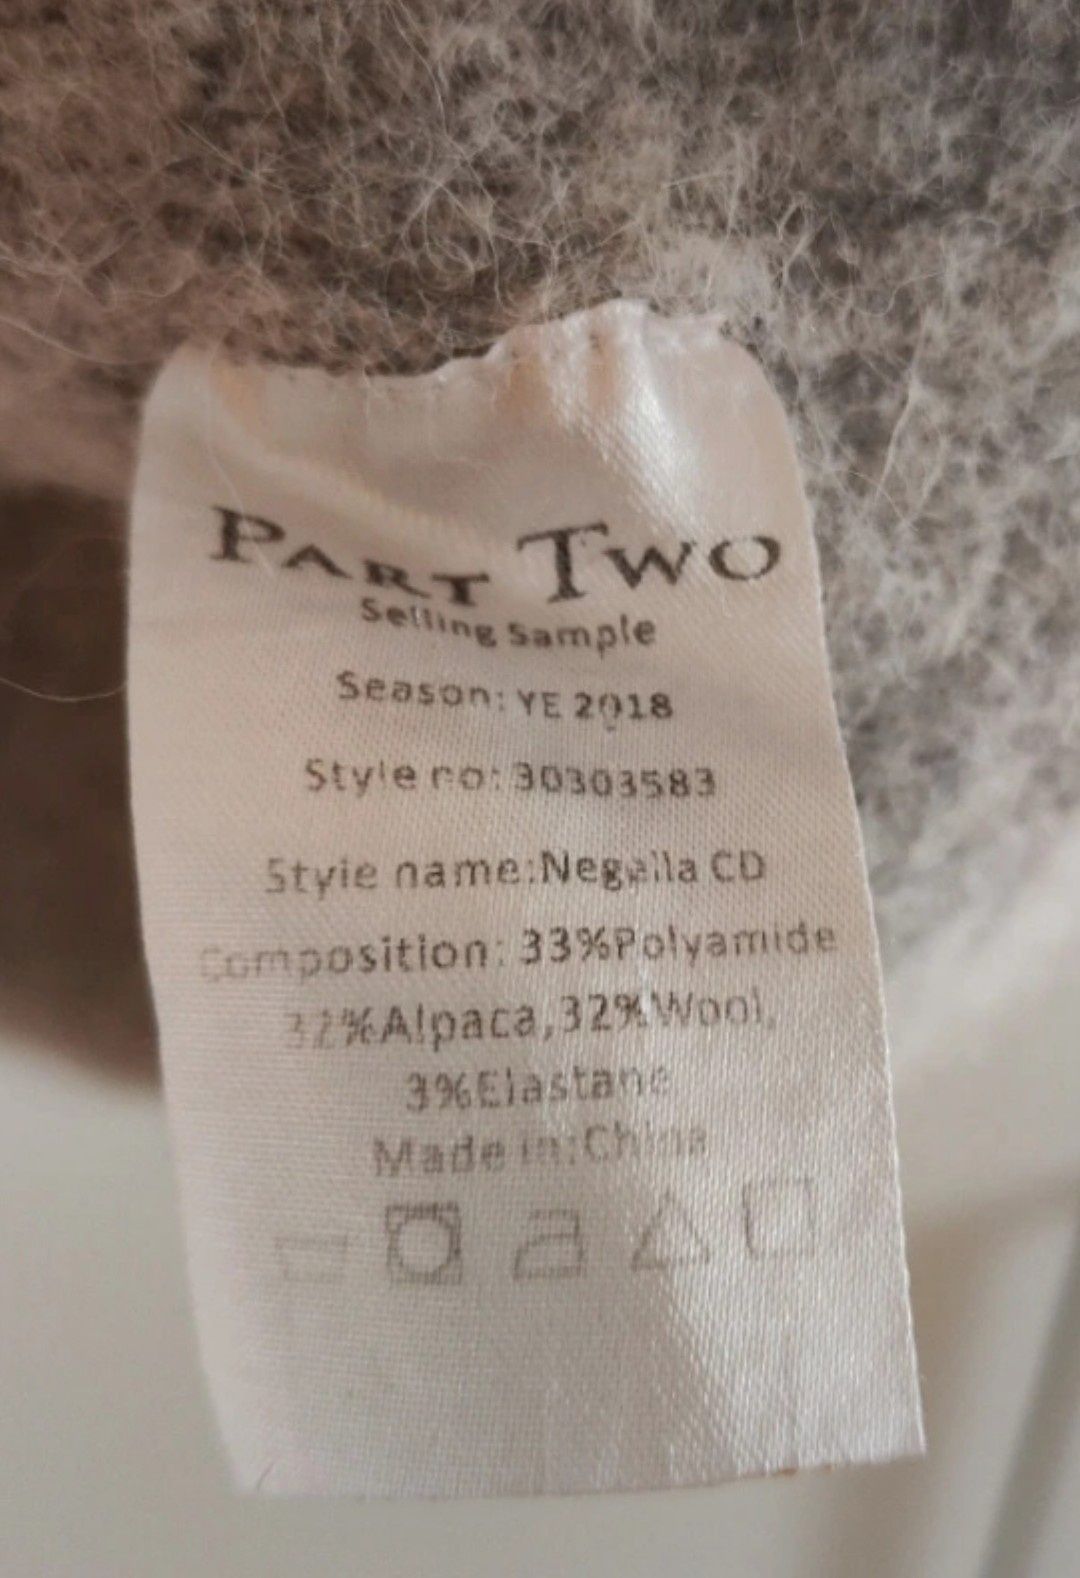 PART TWO
Selling Sample
Season: YE 2018
Style no: 30303583
Style name:Negella CD
Composition: 33%Polyamide
32%Alpaca,32%Wool,
3%Elastane
Made in:China